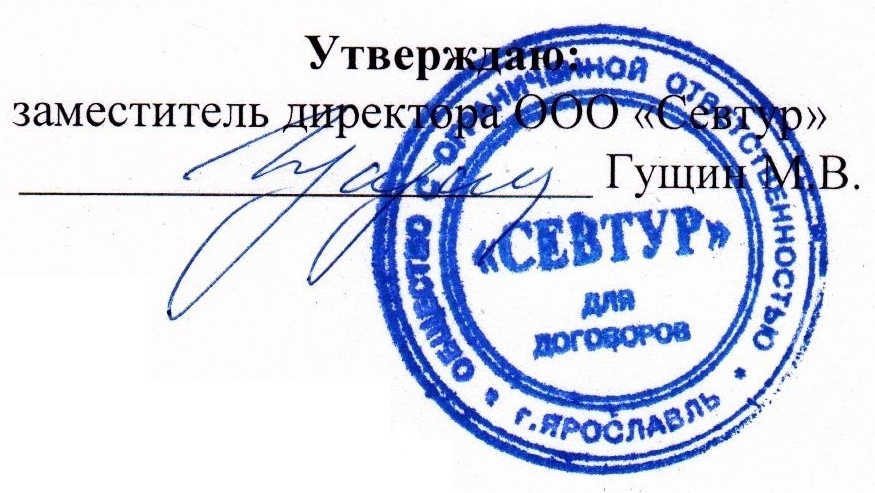 Утверждаю:
заместитель директора ООО «Севтур»
Гущин М.В.
ОБЩЕСТВО С ОГРАНИЧЕННОЙ ОТВЕТСТВЕННОСТЬЮ
«СЕВТУР»
ДЛЯ
ДОГОВОРОВ
* г.ЯРОСЛАВЛЬ *